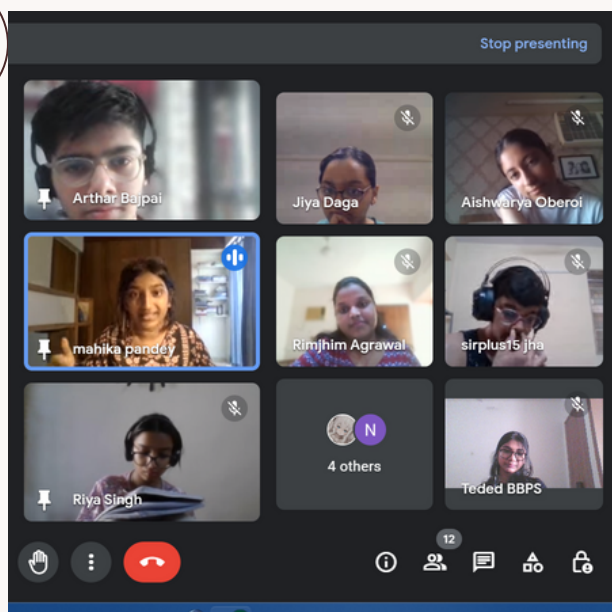 Stop presenting
Arthar Bajpai
Jiya Daga
Aishwarya Oberoi
mahika pandey
Rimjhim Agrawal
sirplus15 jha
Riya Singh
N
4 others
Teded BBPS
12